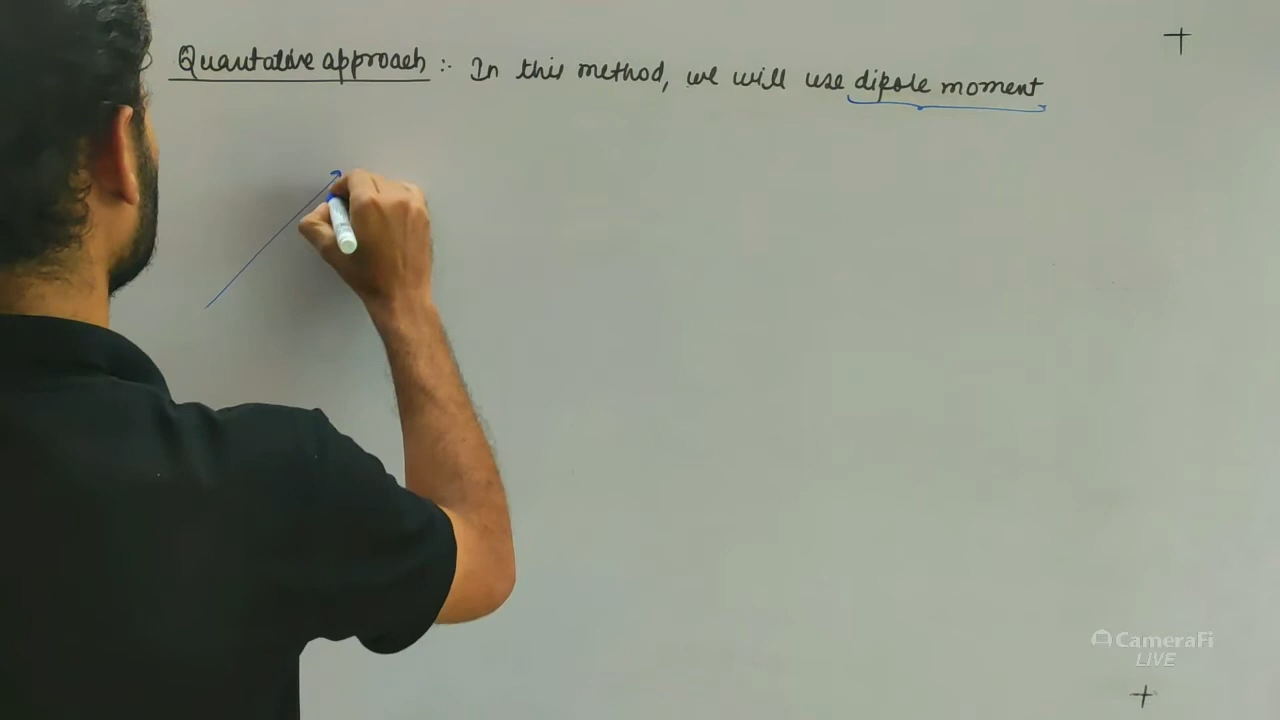 Quantative approach :- In this method, we will use dipole moment
CameraFi
LIVE